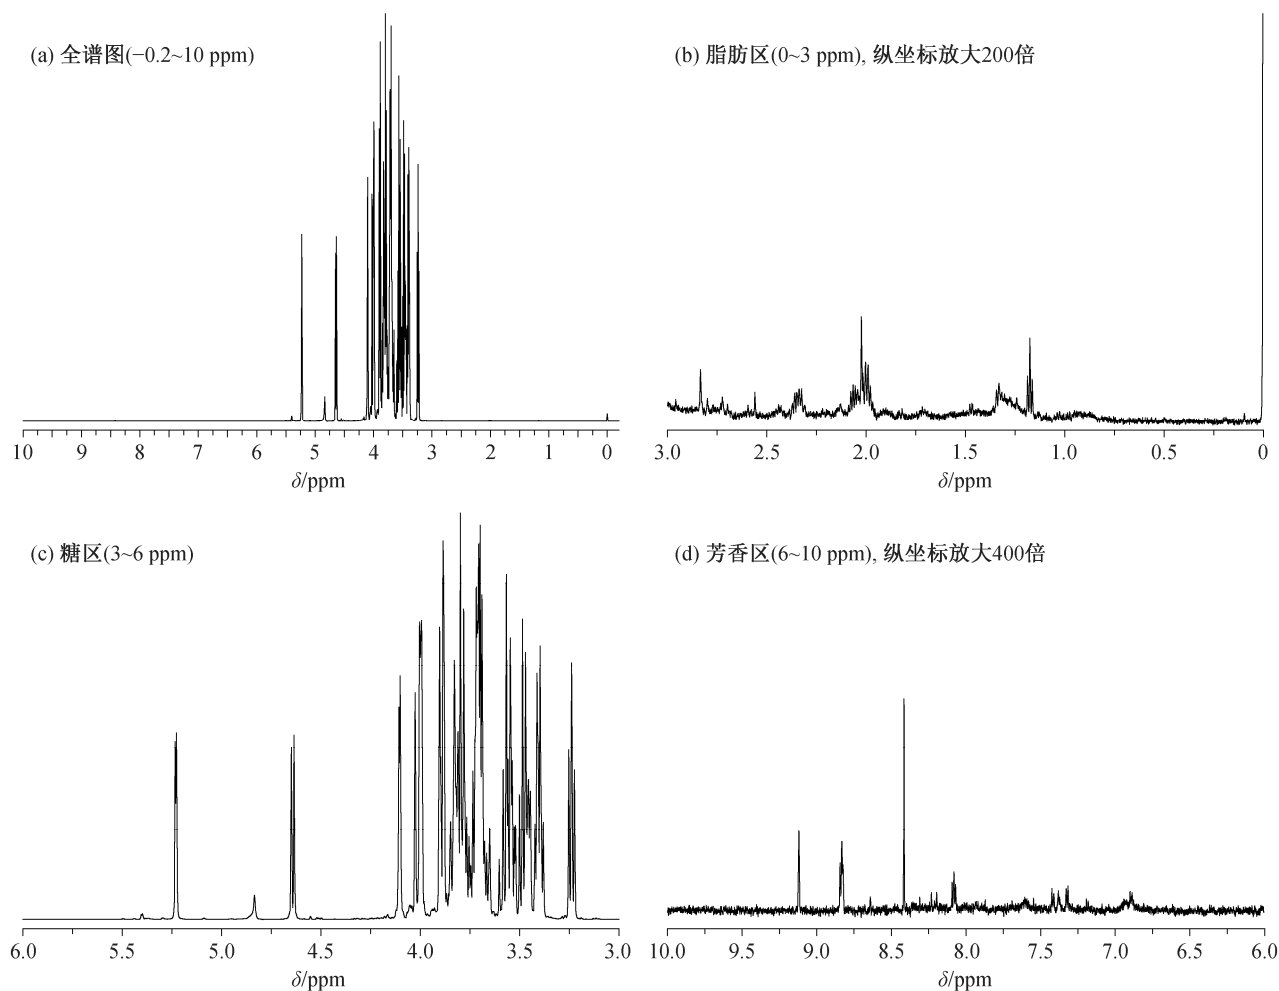 (a) 全谱图(−0.2~10 ppm)
10 9 8 7 6 5 4 3 2 1 0
δ/ppm
(b) 脂肪区(0~3 ppm), 纵坐标放大200倍
3.0 2.5 2.0 1.5 1.0 0.5 0
δ/ppm
(c) 糖区(3~6 ppm)
6.0 5.5 5.0 4.5 4.0 3.5 3.0
δ/ppm
(d) 芳香区(6~10 ppm), 纵坐标放大400倍
10.0 9.5 9.0 8.5 8.0 7.5 7.0 6.5 6.0
δ/ppm